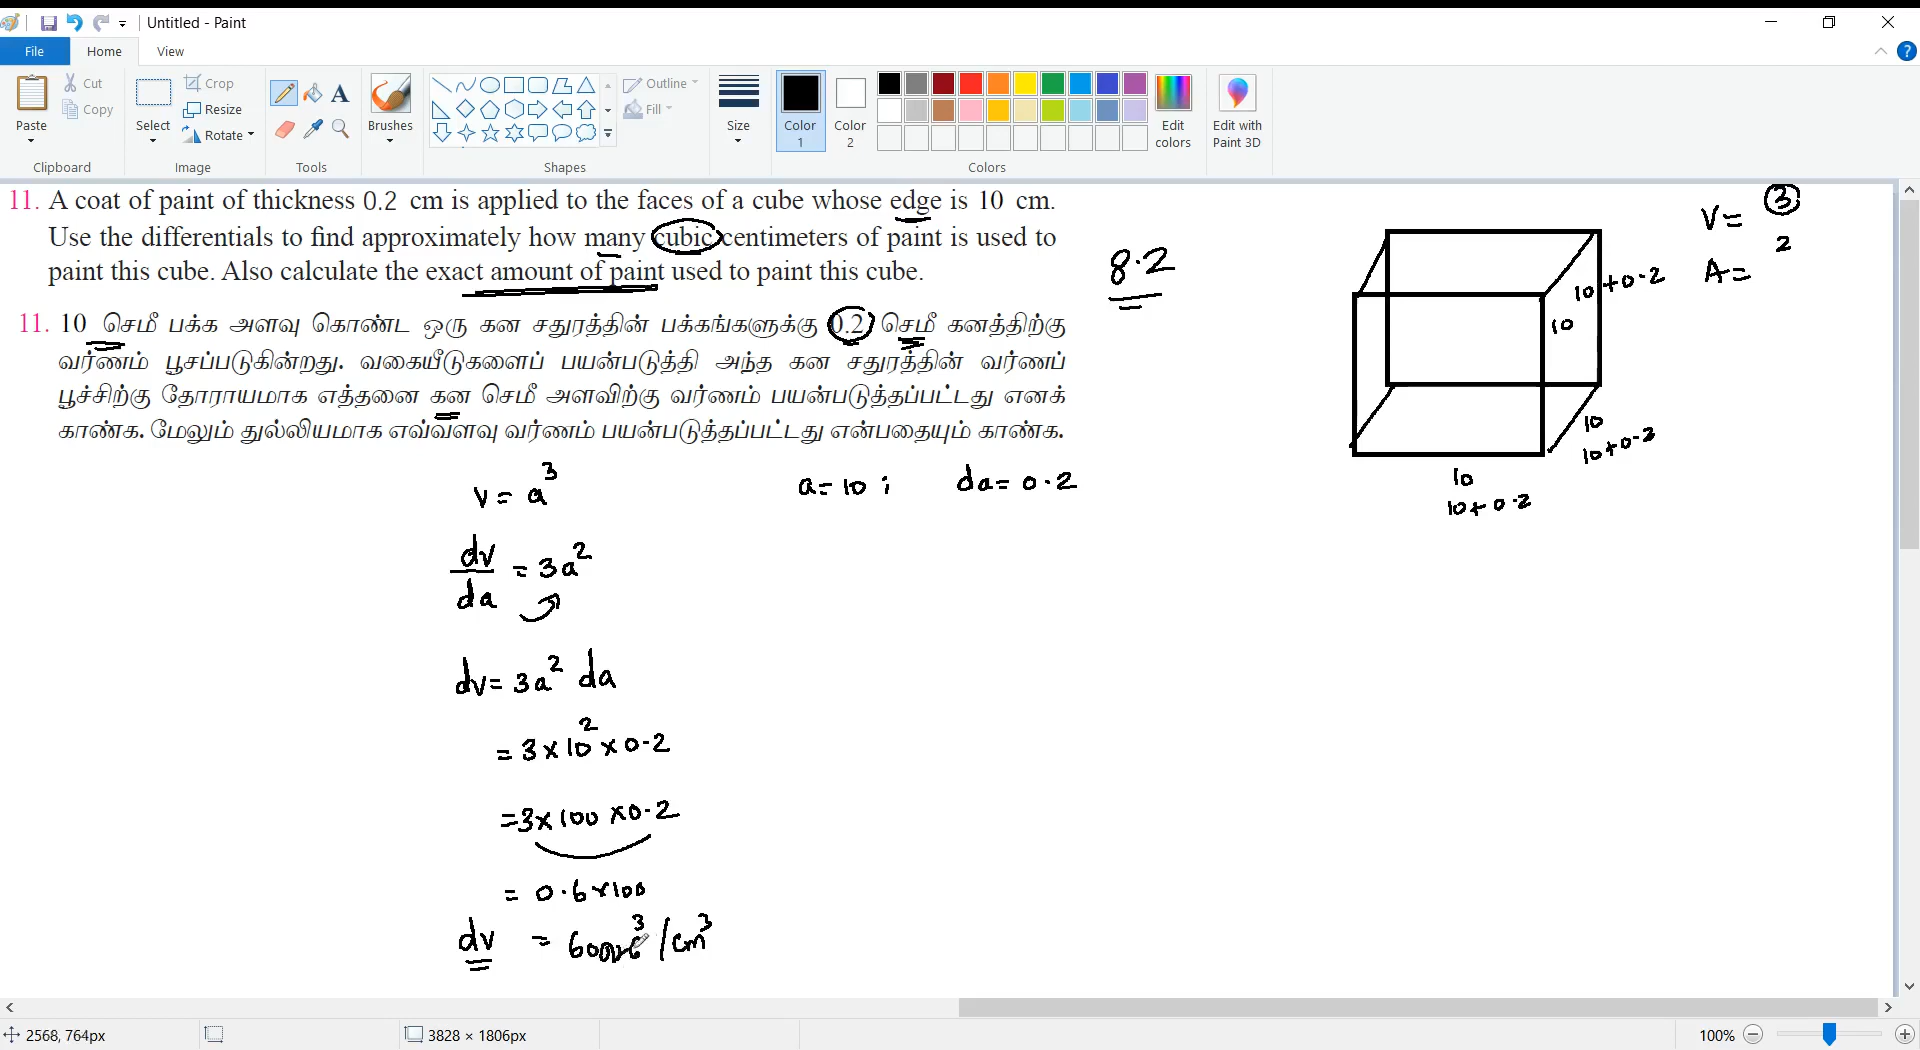 Untitled - Paint
File Home View
Paste Cut Copy Clipboard
Select Crop Resize Rotate Image
Tools
Brushes
Outline Fill Shapes
Size
Color 1 Color 2 Edit colors Colors
Edit with Paint 3D
11. A coat of paint of thickness 0.2 cm is applied to the faces of a cube whose edge is 10 cm.
Use the differentials to find approximately how many cubic centimeters of paint is used to
paint this cube. Also calculate the exact amount of paint used to paint this cube.
8.2
V = 3
A = 2
10+0.2
10
11. 10 செமீ பக்க அளவு கொண்ட ஒரு கன சதுரத்தின் பக்கங்களுக்கு 0.2 செமீ கனத்திற்கு
வர்ணம் பூசப்படுகின்றது. வகையீடுகளைப் பயன்படுத்தி அந்த கன சதுரத்தின் வர்ணப்
பூச்சிற்கு தோராயமாக எத்தனை கன செமீ அளவிற்கு வர்ணம் பயன்படுத்தப்பட்டது எனக்
காண்க. மேலும் துல்லியமாக எவ்வளவு வர்ணம் பயன்படுத்தப்பட்டது என்பதையும் காண்க.
10
10+0.2
10
10+0.2
v = a³
a = 10 ; da = 0.2
dv/da = 3a²
dv = 3a² da
= 3 × 10² × 0.2
= 3 × 100 × 0.2
= 0.6 × 100
dv = 60 /cm³
2568, 764px
3828 × 1806px
100%